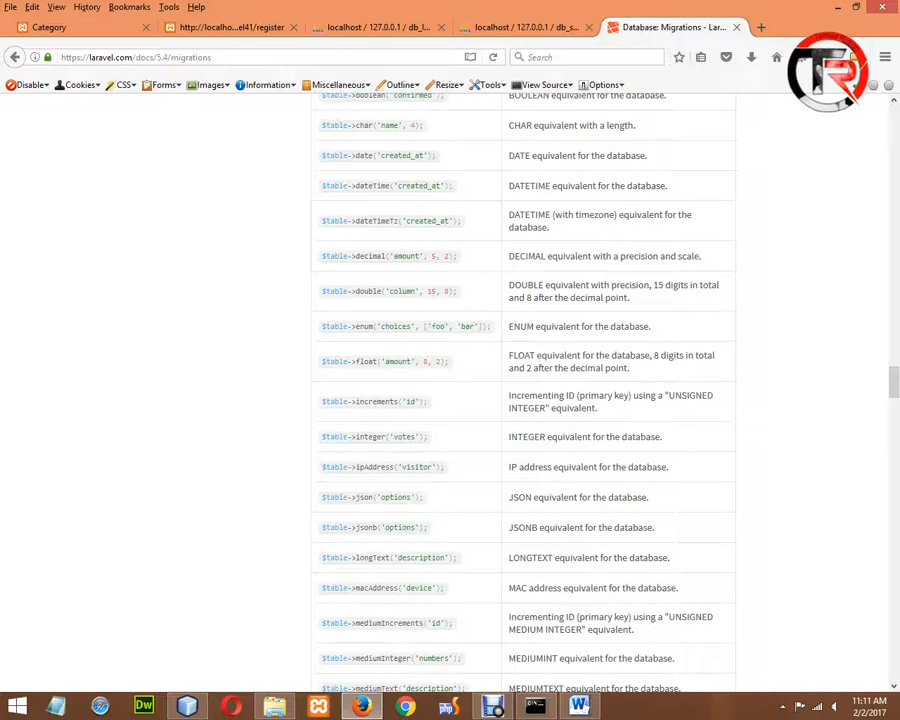 File Edit View History Bookmarks Tools Help
Category
http://localho...el41/register
localhost / 127.0.0.1 / db_l...
localhost / 127.0.0.1 / db_s...
Database: Migrations - Lar...
https://laravel.com/docs/5.4/migrations
Search
Disable Cookies CSS Forms Images Information Miscellaneous Outline Resize Tools View Source Options
TR
$table->boolean('confirmed'); BOOLEAN equivalent for the database.
$table->char('name', 4); CHAR equivalent with a length.
$table->date('created_at'); DATE equivalent for the database.
$table->dateTime('created_at'); DATETIME equivalent for the database.
$table->dateTimeTz('created_at'); DATETIME (with timezone) equivalent for the
database.
$table->decimal('amount', 5, 2); DECIMAL equivalent with a precision and scale.
$table->double('column', 15, 8); DOUBLE equivalent with precision, 15 digits in total
and 8 after the decimal point.
$table->enum('choices', ['foo', 'bar']); ENUM equivalent for the database.
$table->float('amount', 8, 2); FLOAT equivalent for the database, 8 digits in total
and 2 after the decimal point.
$table->increments('id'); Incrementing ID (primary key) using a "UNSIGNED
INTEGER" equivalent.
$table->integer('votes'); INTEGER equivalent for the database.
$table->ipAddress('visitor'); IP address equivalent for the database.
$table->json('options'); JSON equivalent for the database.
$table->jsonb('options'); JSONB equivalent for the database.
$table->longText('description'); LONGTEXT equivalent for the database.
$table->macAddress('device'); MAC address equivalent for the database.
$table->mediumIncrements('id'); Incrementing ID (primary key) using a "UNSIGNED
MEDIUM INTEGER" equivalent.
$table->mediumInteger('numbers'); MEDIUMINT equivalent for the database.
$table->mediumText('description'); MEDIUMTEXT equivalent for the database.
Dw
php
11:11 AM
2/2/2017